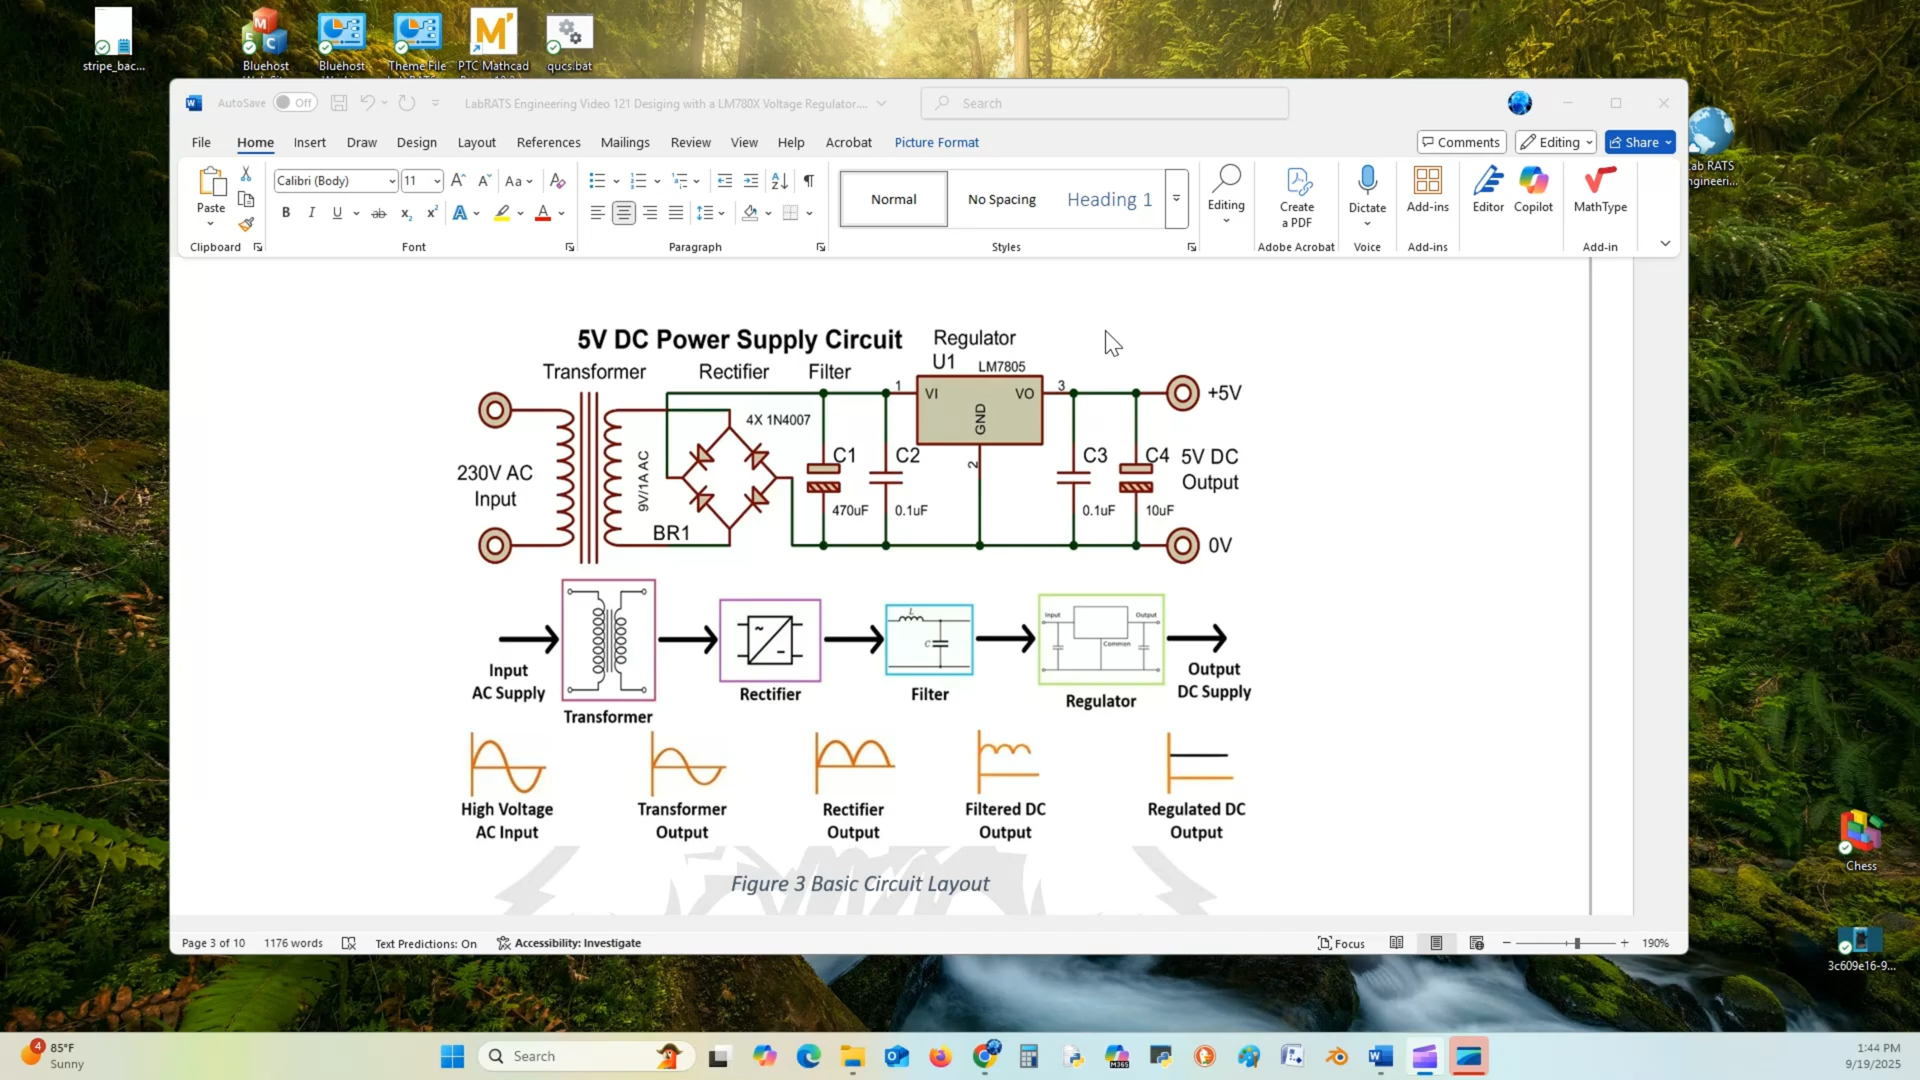 stripe_bac...
Bluehost
Bluehost
Theme File
PTC Mathcad
qucs.bat
AutoSave
Off
LabRATS Engineering Video 121 Desiging with a LM780X Voltage Regulator....
Search
File Home Insert Draw Design Layout References Mailings Review View Help Acrobat Picture Format
Comments Editing Share
Paste
Calibri (Body) 11
Normal No Spacing Heading 1
Editing Create a PDF Dictate Add-ins Editor Copilot MathType
Clipboard Font Paragraph Styles Adobe Acrobat Voice Add-ins Add-in
5V DC Power Supply Circuit
Regulator
U1 LM7805
Transformer Rectifier Filter
1 VI VO 3
GND
2
+5V
4X 1N4007
230V AC
Input
9V/1A AC
BR1
C1 C2 C3 C4
470uF 0.1uF 0.1uF 10uF
5V DC
Output
0V
Input
AC Supply
Transformer
Rectifier
L
C
Filter
Input Output
Common
Regulator
Output
DC Supply
High Voltage
AC Input
Transformer
Output
Rectifier
Output
Filtered DC
Output
Regulated DC
Output
Figure 3 Basic Circuit Layout
Page 3 of 10 1176 words Text Predictions: On Accessibility: Investigate Focus 190%
Lab RATS
Chess
3c609e16-9...
4
85°F
Sunny
Search
M365
1:44 PM
9/19/2025